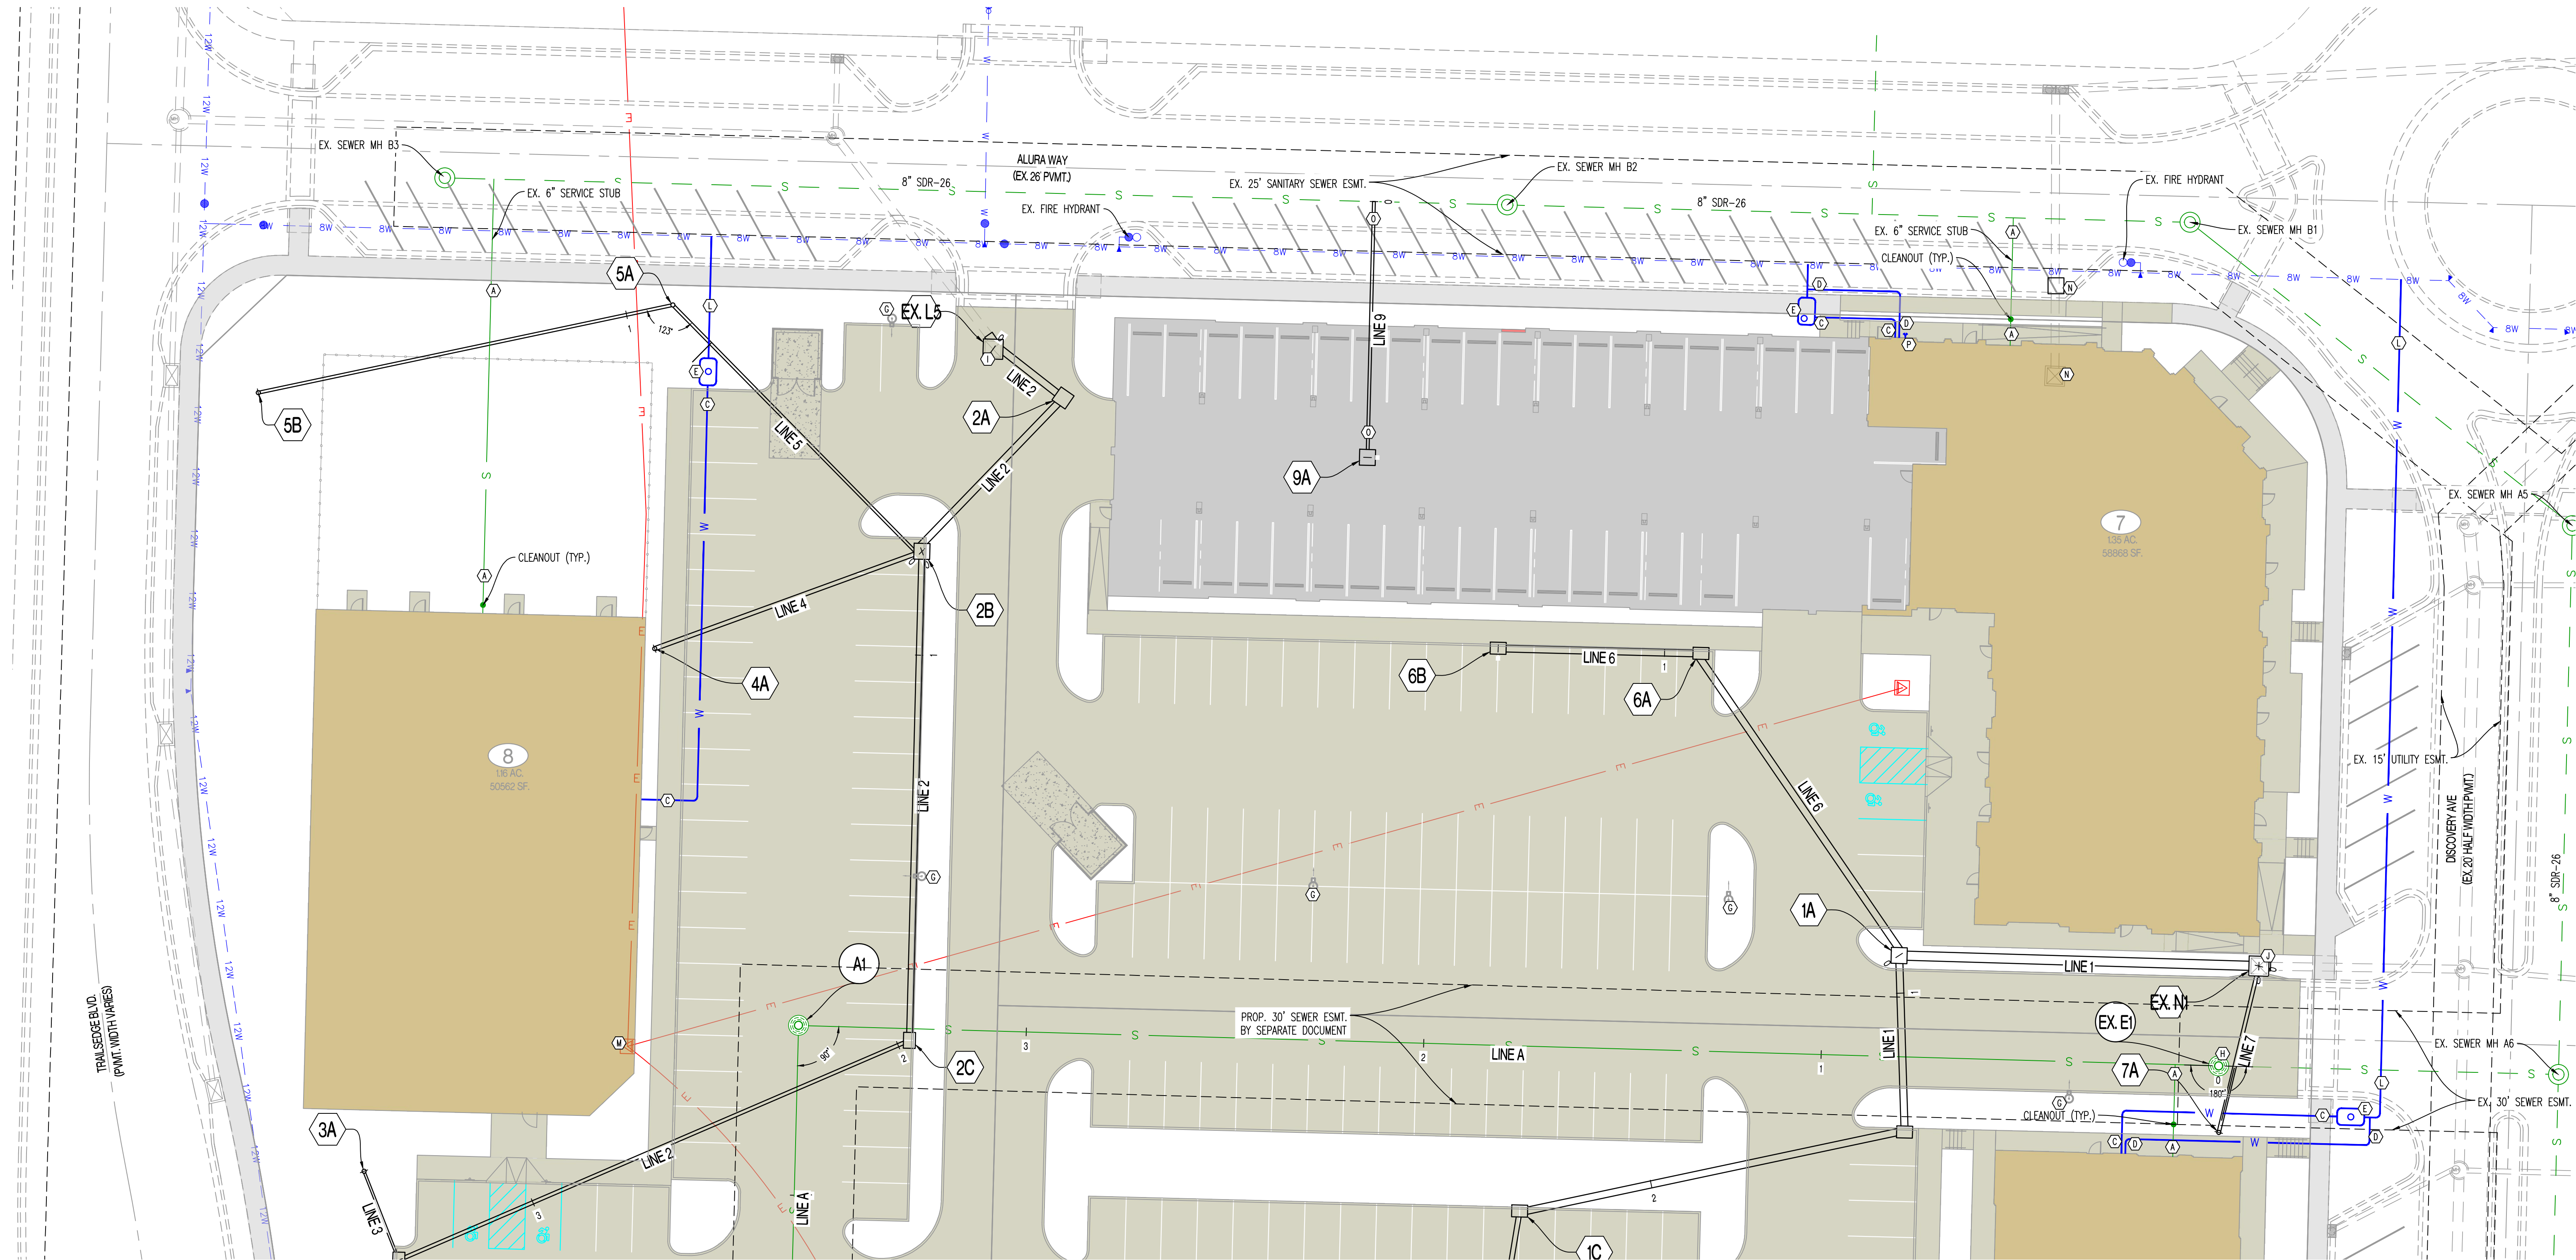 EX. SEWER MH B3
8" SDR-26
EX. 6" SERVICE STUB
ALURA WAY
(EX. 26' PVMT.)
EX. FIRE HYDRANT
EX. 25' SANITARY SEWER ESMT.
EX. SEWER MH B2
8" SDR-26
EX. FIRE HYDRANT
EX. 6" SERVICE STUB
EX. SEWER MH B1
CLEANOUT (TYP.)
5A
EX. L5
123°
LINE 9
LINE 2
2A
5B
LINE 5
LINE 2
9A
EX. SEWER MH A5
7
1.35 AC.
58868 SF.
CLEANOUT (TYP.)
LINE 4
2B
4A
6B
LINE 6
6A
8
1.16 AC.
50562 SF.
LINE 2
LINE 6
EX. 15' UTILITY ESMT.
DISCOVERY AVE
(EX. 20' HALF WIDTH PVMT.)
8" SDR-26
1A
A1
LINE 1
EX. N1
EX. E1
PROP. 30' SEWER ESMT.
BY SEPARATE DOCUMENT
90°
LINE A
LINE 1
LINE 7
EX. SEWER MH A6
2C
7A
180°
TRAILSEDGE BLVD.
(PVMT. WIDTH VARIES)
CLEANOUT (TYP.)
EX. 30' SEWER ESMT.
3A
LINE 2
LINE 3
LINE A
1C